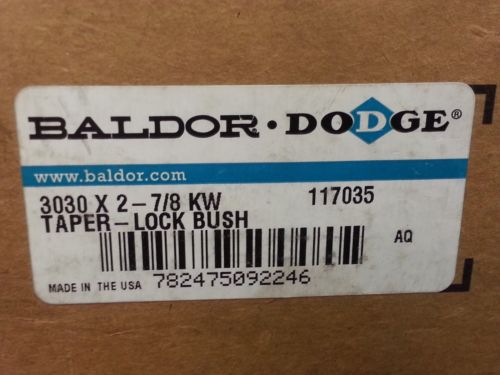 BALDOR • DODGE®
www.baldor.com
3030 X 2-7/8 KW 117035
TAPER-LOCK BUSH
AQ
MADE IN THE USA 782475092246